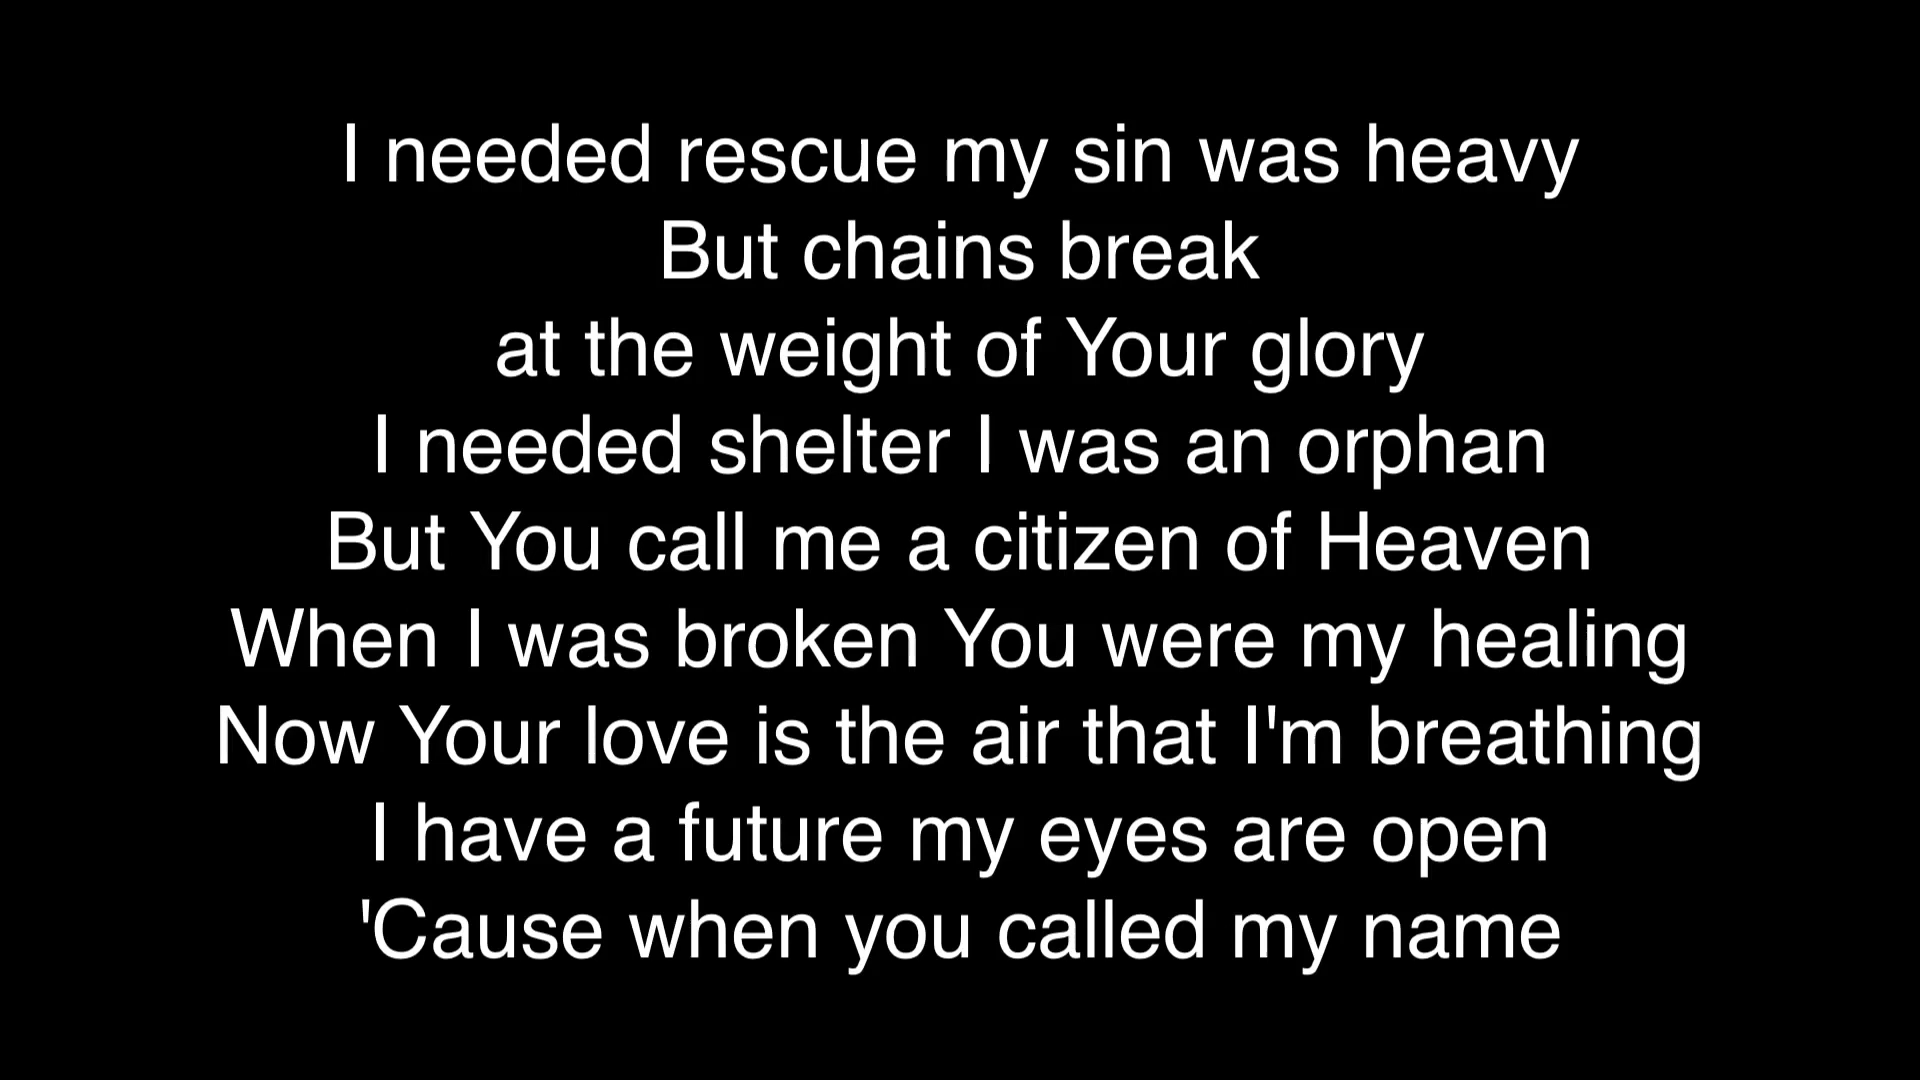 I needed rescue my sin was heavy
But chains break
at the weight of Your glory
I needed shelter I was an orphan
But You call me a citizen of Heaven
When I was broken You were my healing
Now Your love is the air that I'm breathing
I have a future my eyes are open
'Cause when you called my name